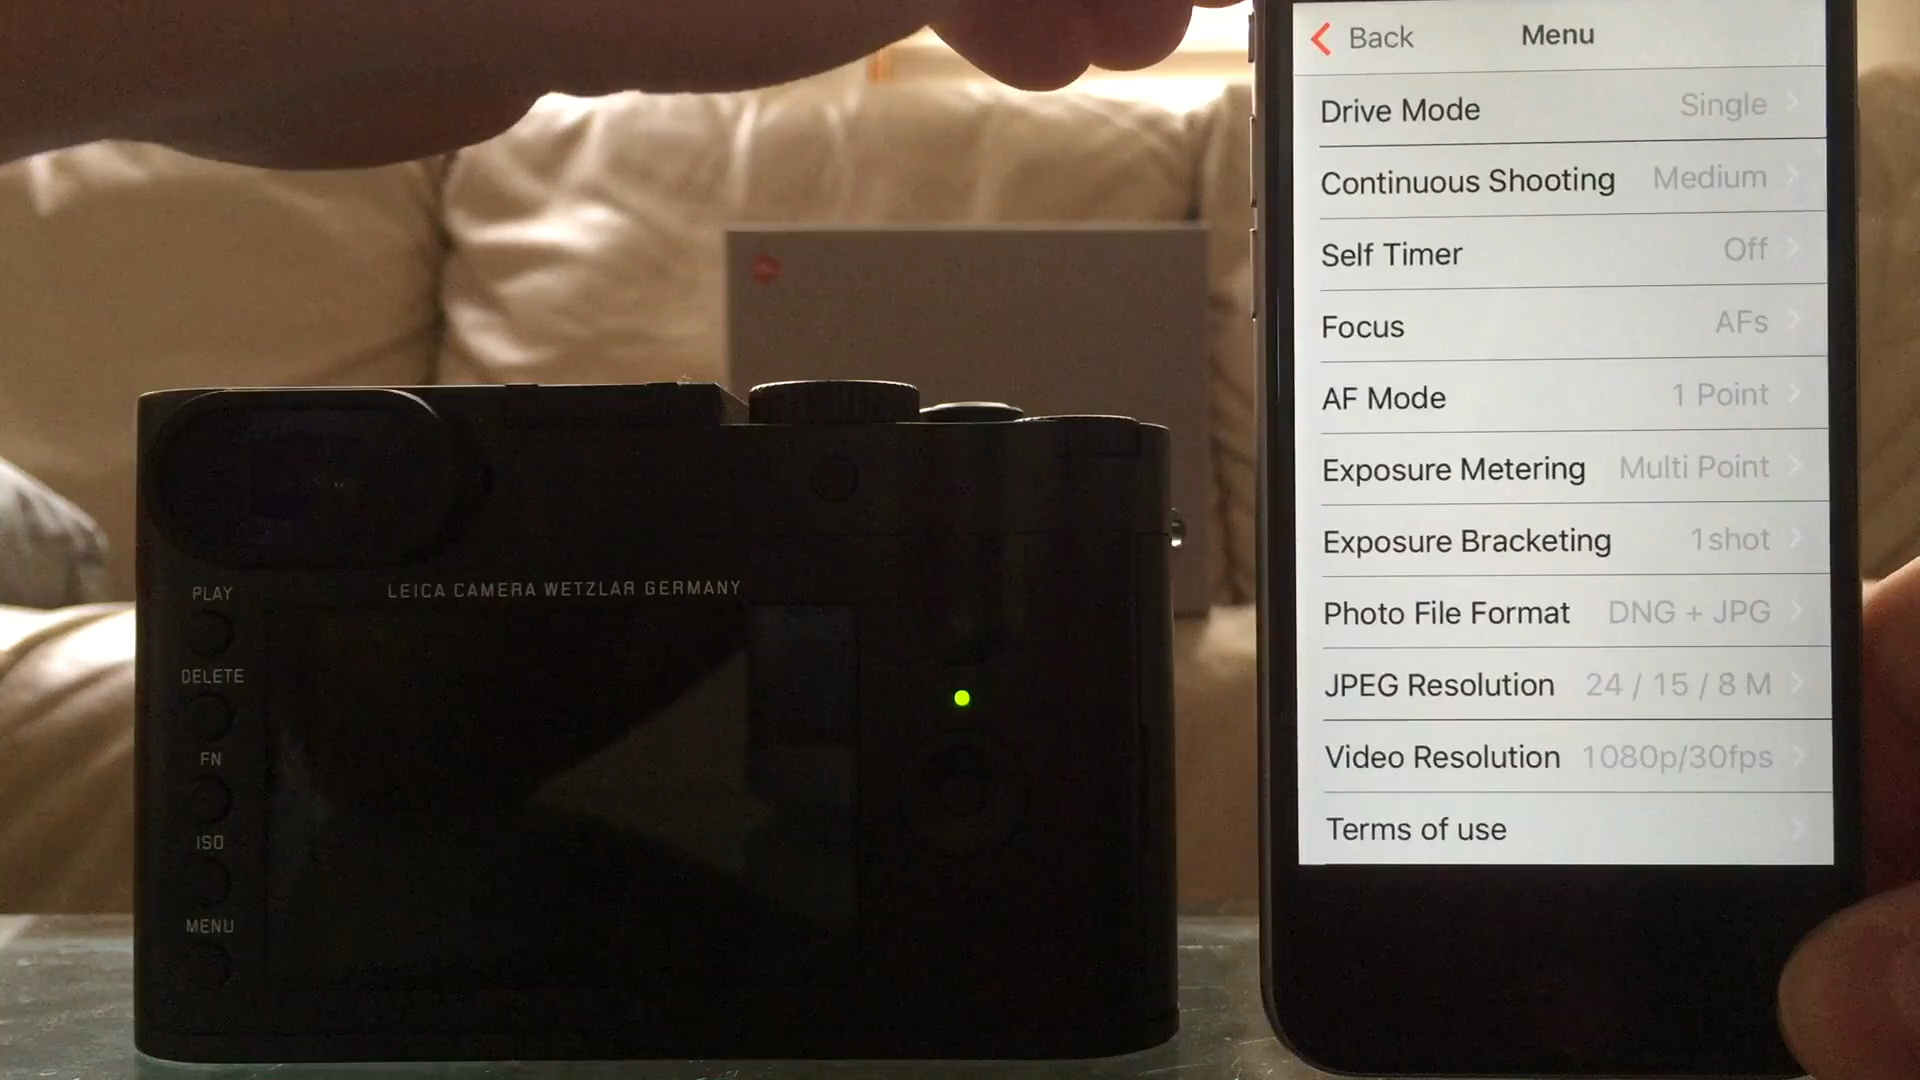 Back
Menu
Drive Mode Single
Continuous Shooting Medium
Self Timer Off
Focus AFs
AF Mode 1 Point
Exposure Metering Multi Point
Exposure Bracketing 1shot
Photo File Format DNG + JPG
JPEG Resolution 24 / 15 / 8 M
Video Resolution 1080p/30fps
Terms of use
LEICA CAMERA WETZLAR GERMANY
PLAY
DELETE
FN
ISO
MENU